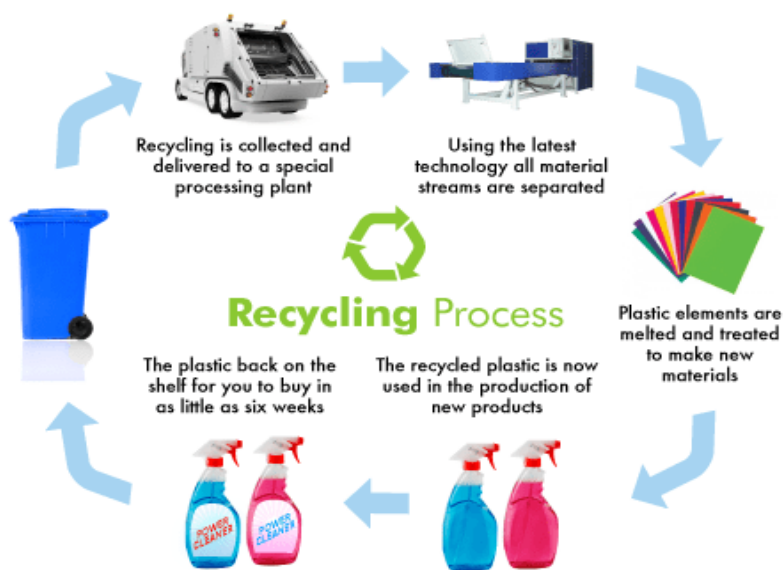 Recycling is collected and
delivered to a special
processing plant
Using the latest
technology all material
streams are separated
Recycling Process
Plastic elements are
melted and treated
to make new
materials
The recycled plastic is now
used in the production of
new products
The plastic back on the
shelf for you to buy in
as little as six weeks
POWER
CLEANER
POWER
CLEANER